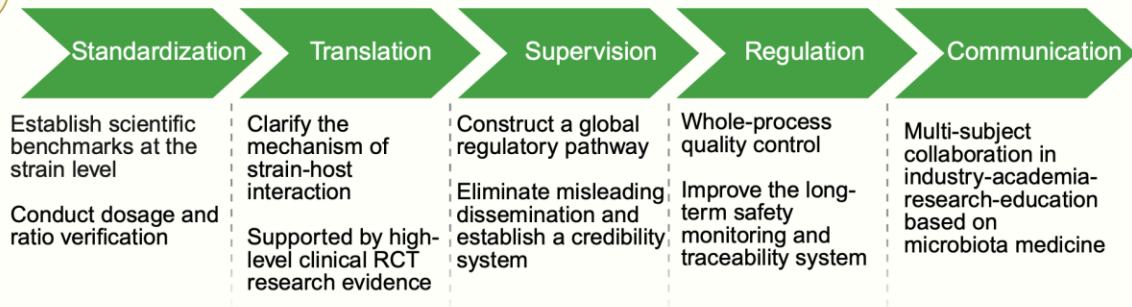 Standardization
Translation
Supervision
Regulation
Communication
Establish scientific
benchmarks at the
strain level
Conduct dosage and
ratio verification
Clarify the
mechanism of
strain-host
interaction
Supported by high-
level clinical RCT
research evidence
Construct a global
regulatory pathway
Eliminate misleading
dissemination and
establish a credibility
system
Whole-process
quality control
Improve the long-
term safety
monitoring and
traceability system
Multi-subject
collaboration in
industry-academia-
research-education
based on
microbiota medicine